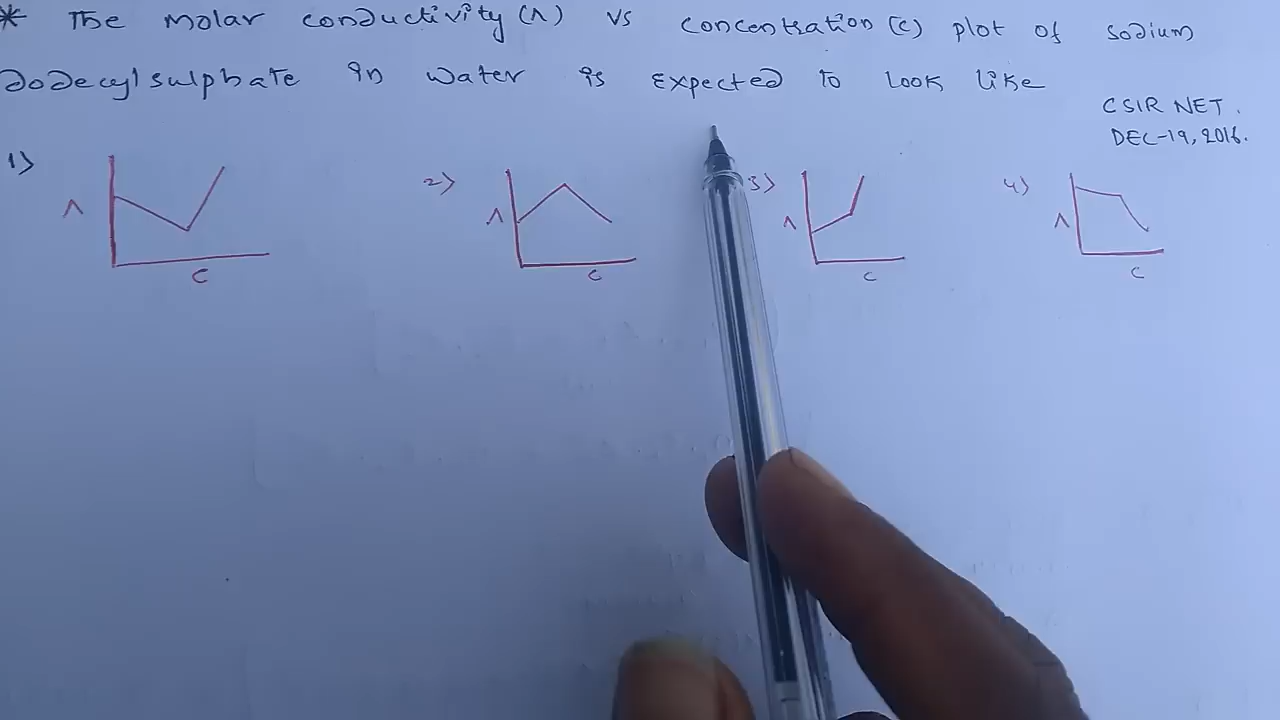 * The molar conductivity (Λ) vs concentration (c) plot of sodium
dodecylsulphate in water is expected to look like
CSIR NET.
DEC-19, 2016.
1) Λ C
2) Λ C
3) Λ C
4) Λ C